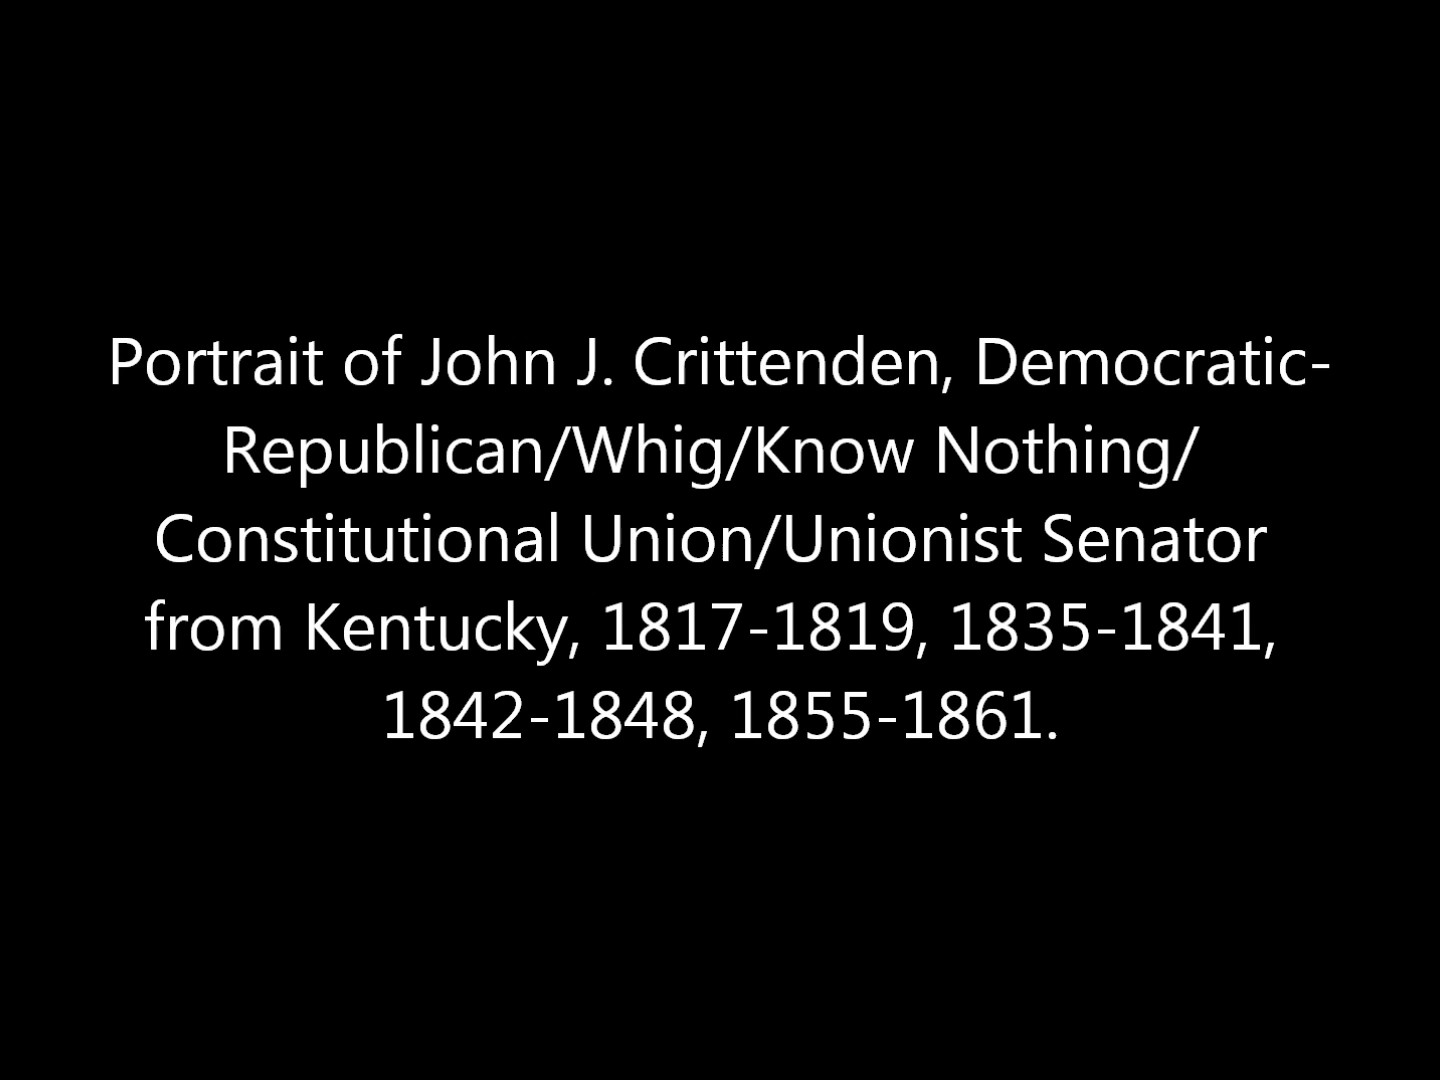 Portrait of John J. Crittenden, Democratic-
Republican/Whig/Know Nothing/
Constitutional Union/Unionist Senator
from Kentucky, 1817-1819, 1835-1841,
1842-1848, 1855-1861.